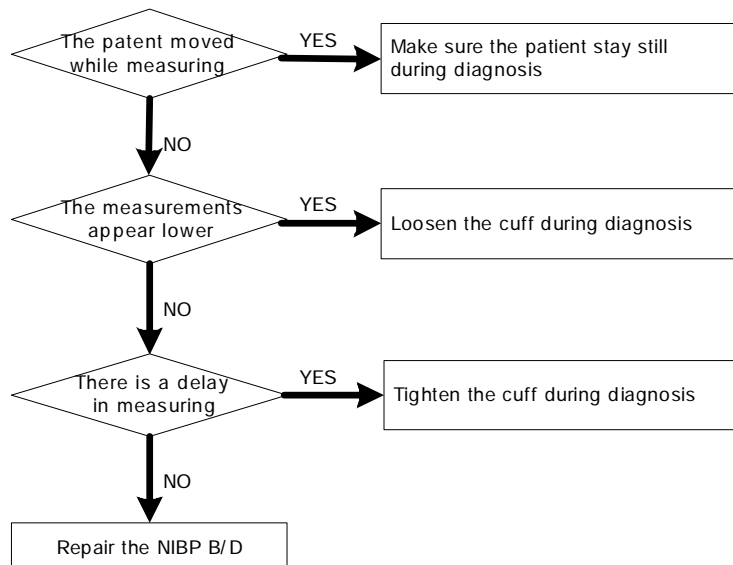 The patent moved
while measuring
YES
Make sure the patient stay still
during diagnosis
NO
The measurements
appear lower
YES
Loosen the cuff during diagnosis
NO
There is a delay
in measuring
YES
Tighten the cuff during diagnosis
NO
Repair the NIBP B/D